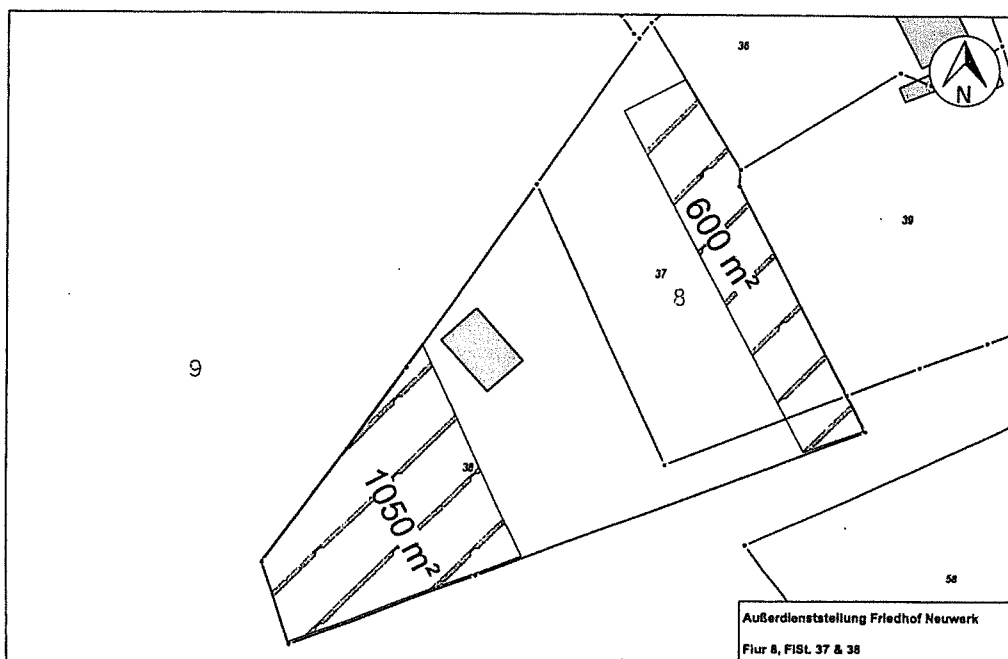 36
N
600 m²
39
37
8
9
38
1050 m²
58
Außerdienststellung Friedhof Neuwerk
Flur 8, FlSt. 37 & 38